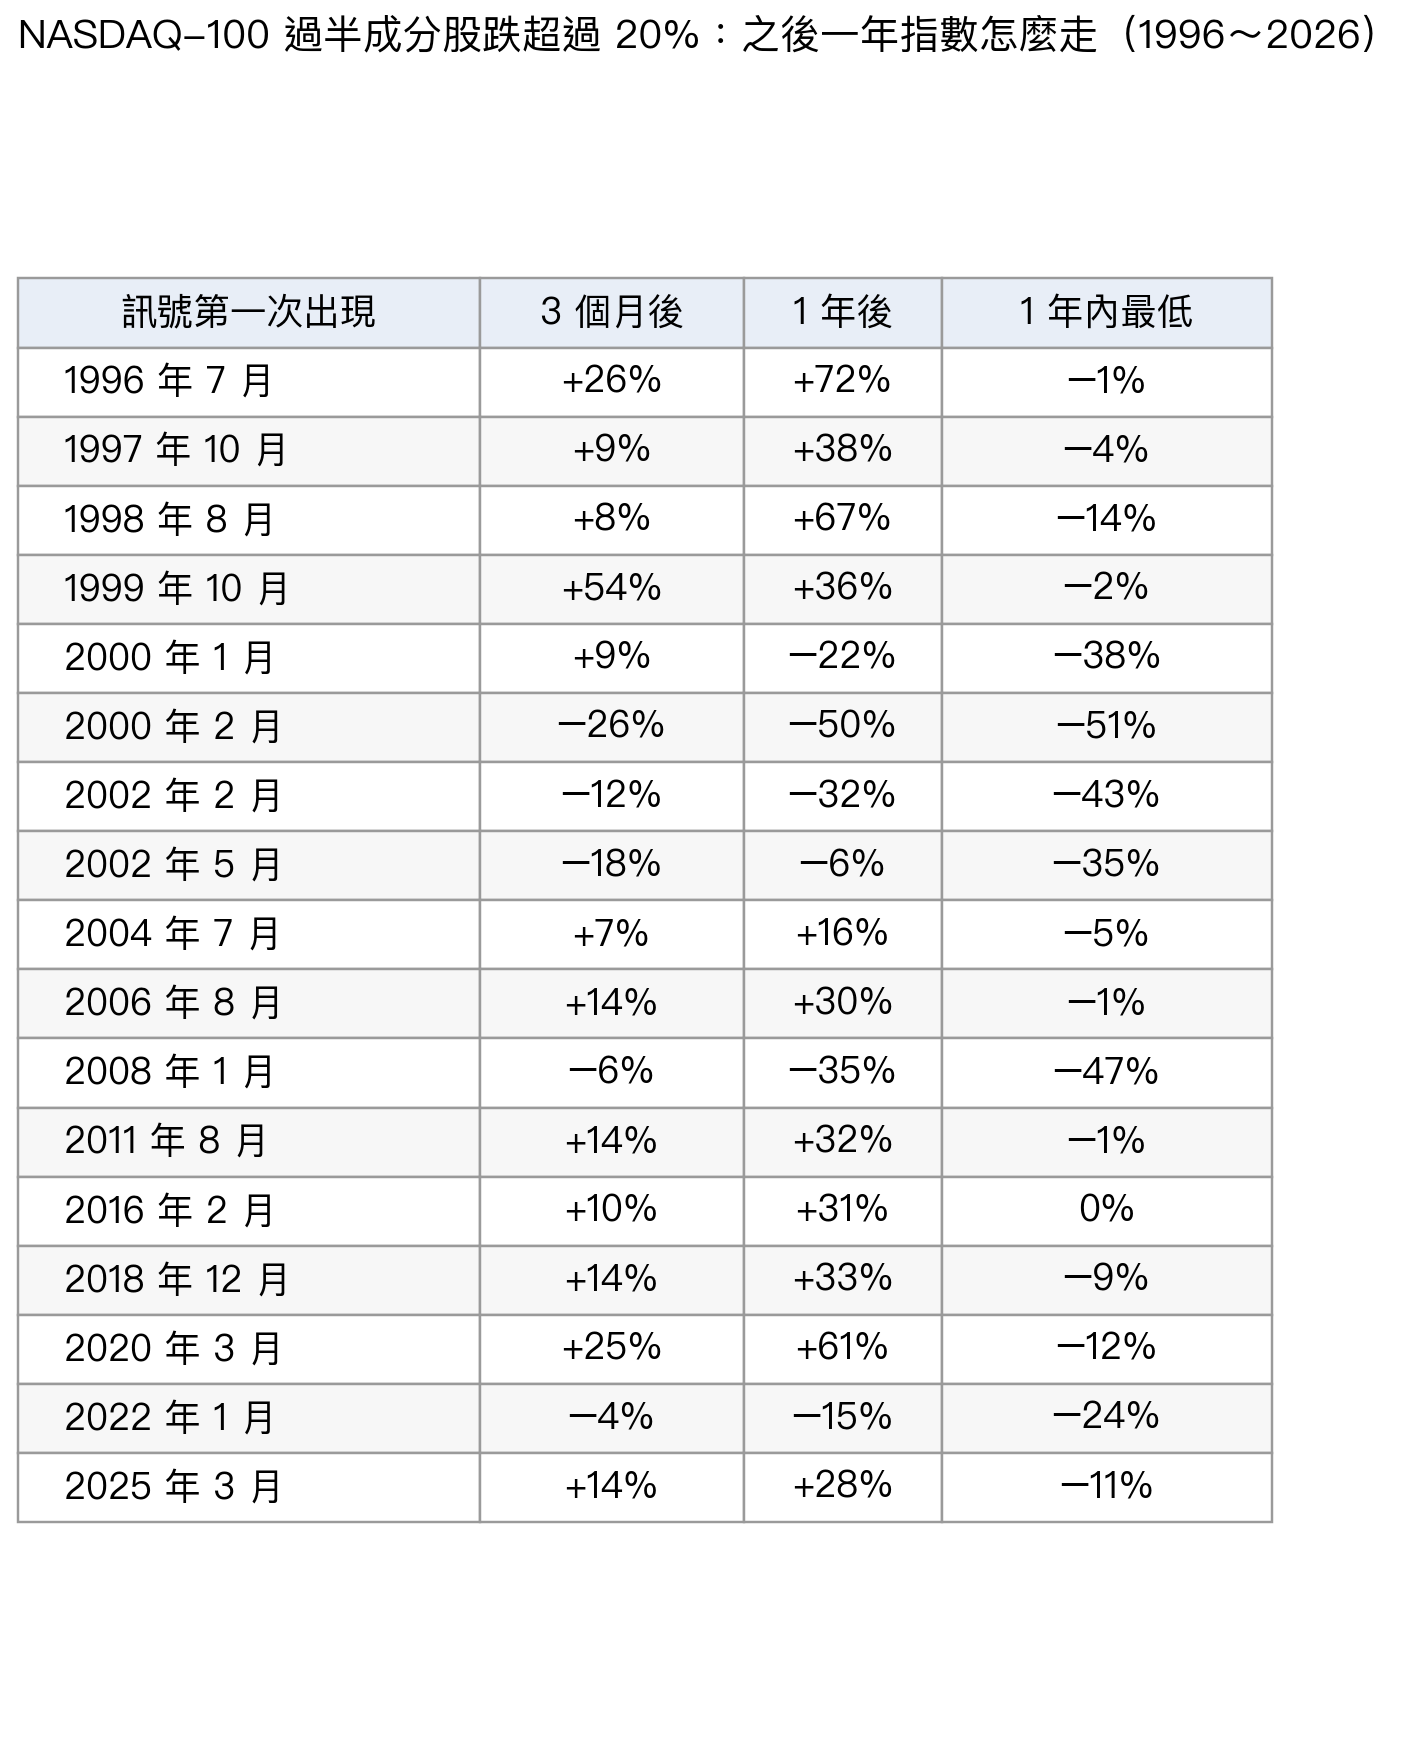 NASDAQ–100 過半成分股跌超過 20%：之後一年指數怎麼走（1996～2026）
訊號第一次出現 3 個月後 1 年後 1 年內最低
1996 年 7 月 +26% +72% −1%
1997 年 10 月 +9% +38% −4%
1998 年 8 月 +8% +67% −14%
1999 年 10 月 +54% +36% −2%
2000 年 1 月 +9% −22% −38%
2000 年 2 月 −26% −50% −51%
2002 年 2 月 −12% −32% −43%
2002 年 5 月 −18% −6% −35%
2004 年 7 月 +7% +16% −5%
2006 年 8 月 +14% +30% −1%
2008 年 1 月 −6% −35% −47%
2011 年 8 月 +14% +32% −1%
2016 年 2 月 +10% +31% 0%
2018 年 12 月 +14% +33% −9%
2020 年 3 月 +25% +61% −12%
2022 年 1 月 −4% −15% −24%
2025 年 3 月 +14% +28% −11%